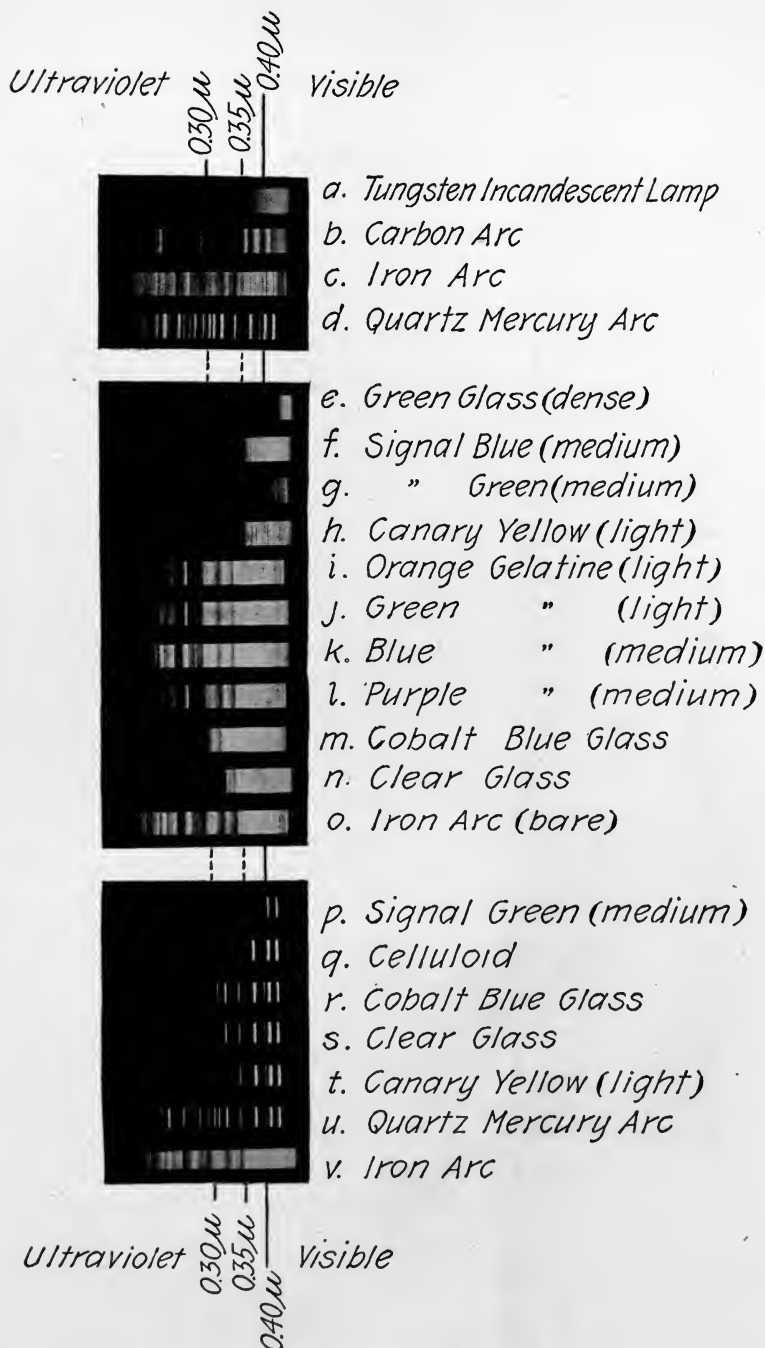 Ultraviolet 0.30µ 0.35µ 0.40µ Visible
a. Tungsten Incandescent Lamp
b. Carbon Arc
c. Iron Arc
d. Quartz Mercury Arc
e. Green Glass (dense)
f. Signal Blue (medium)
g. " Green (medium)
h. Canary Yellow (light)
i. Orange Gelatine (light)
j. Green " (light)
k. Blue " (medium)
l. Purple " (medium)
m. Cobalt Blue Glass
n. Clear Glass
o. Iron Arc (bare)
p. Signal Green (medium)
q. Celluloid
r. Cobalt Blue Glass
s. Clear Glass
t. Canary Yellow (light)
u. Quartz Mercury Arc
v. Iron Arc
Ultraviolet 0.30µ 0.35µ 0.40µ Visible